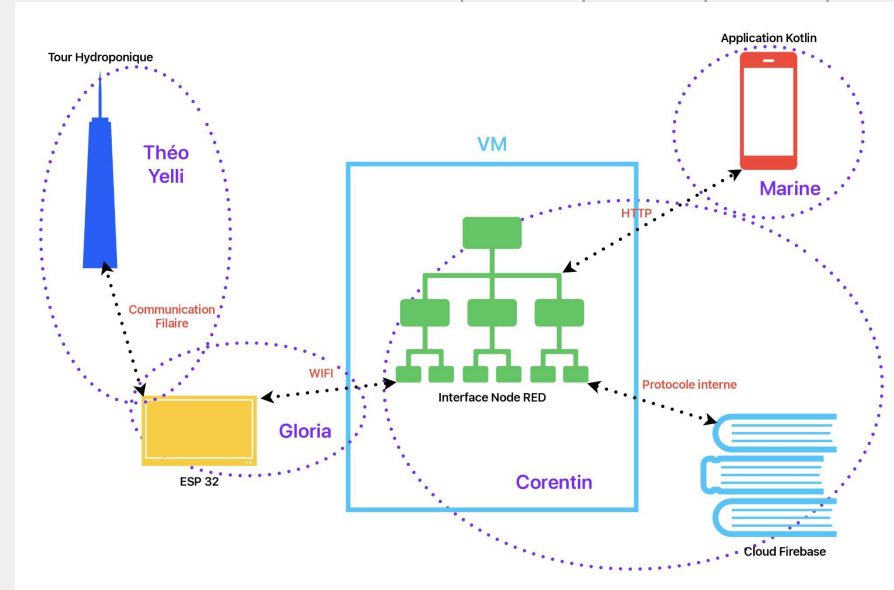 Tour Hydroponique
Application Kotlin
Théo
Yelli
VM
Marine
HTTP
Communication
Filaire
WIFI
Protocole interne
Interface Node RED
Gloria
ESP 32
Corentin
Cloud Firebase